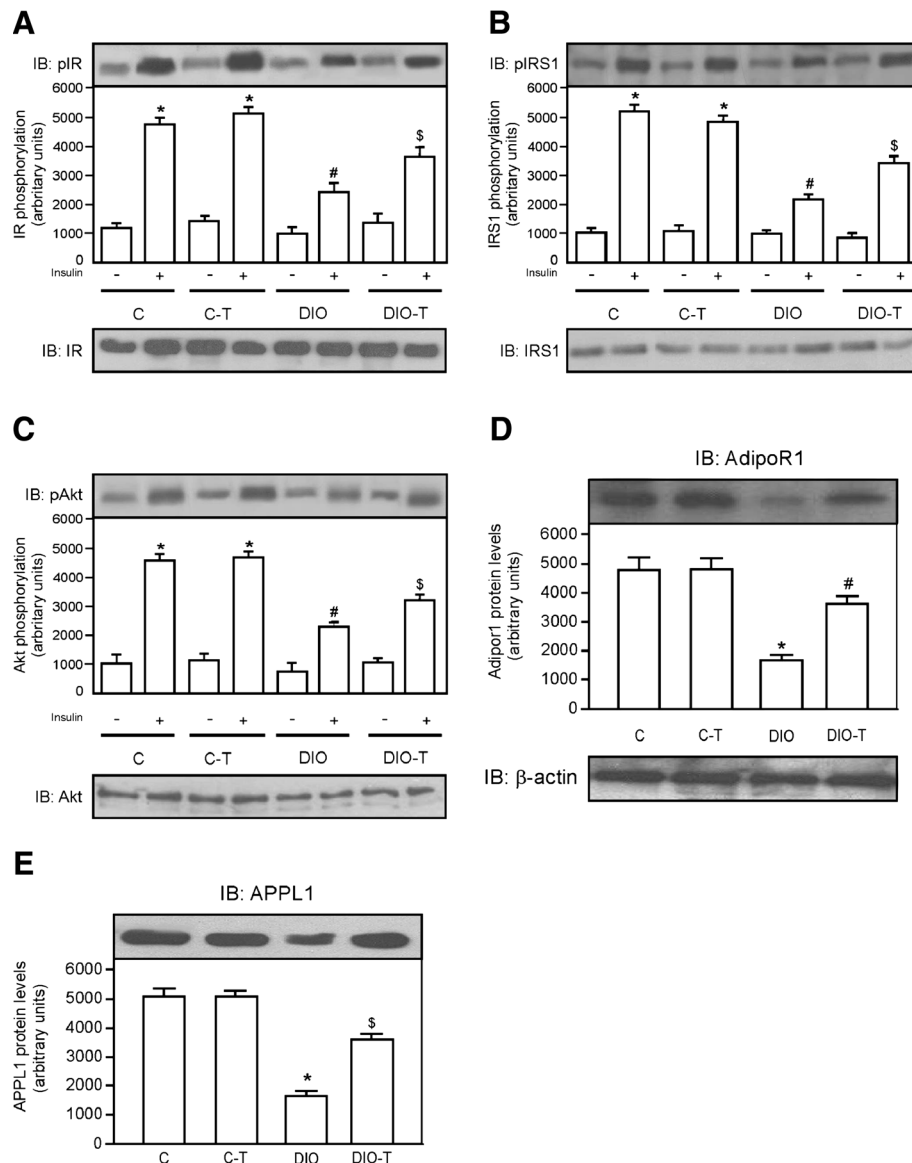 A
IB: pIR
IR phosphorylation
(arbritary units)
6000
5000
4000
3000
2000
1000
0
* * # $
Insulin - + - + - + - +
C C-T DIO DIO-T
IB: IR
B
IB: pIRS1
IRS1 phosphorylation
(arbritary units)
6000
5000
4000
3000
2000
1000
0
* * # $
Insulin - + - + - + - +
C C-T DIO DIO-T
IB: IRS1
C
IB: pAkt
Akt phosphorylation
(arbritary units)
6000
5000
4000
3000
2000
1000
0
* * # $
Insulin - + - + - + - +
C C-T DIO DIO-T
IB: Akt
D
IB: AdipoR1
Adipor1 protein levels
(arbitrary units)
6000
5000
4000
3000
2000
1000
0
* #
C C-T DIO DIO-T
IB: β-actin
E
IB: APPL1
APPL1 protein levels
(arbitrary units)
6000
5000
4000
3000
2000
1000
0
* $
C C-T DIO DIO-T